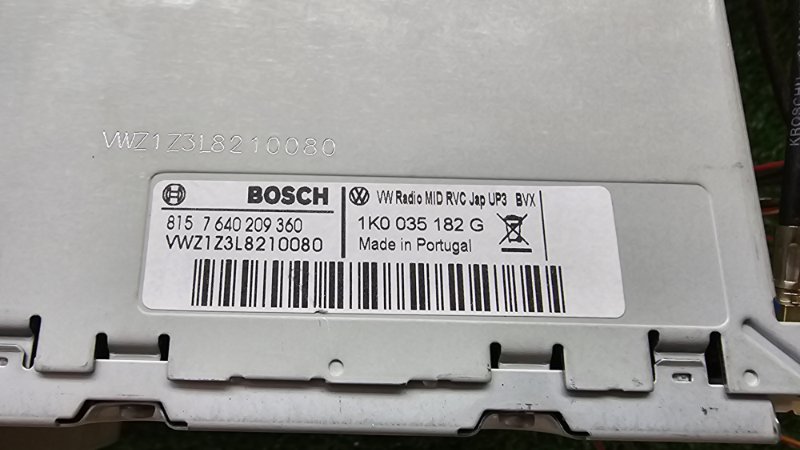 VWZ1Z3L8210080
BOSCH
815 7 640 209 360
VWZ1Z3L8210080
VW Radio MID RVC Jap UP3 BVX
1K0 035 182 G
Made in Portugal
KROSCHU